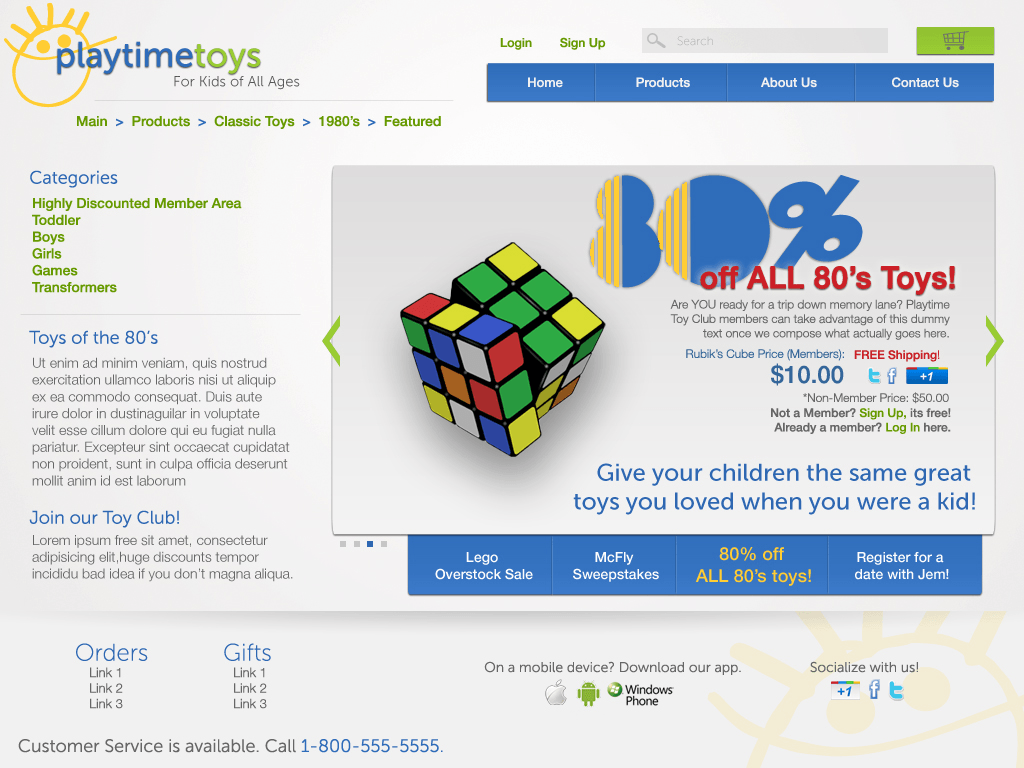 playtimetoys
For Kids of All Ages
Login Sign Up Search
Home Products About Us Contact Us
Main > Products > Classic Toys > 1980's > Featured
Categories
Highly Discounted Member Area
Toddler
Boys
Girls
Games
Transformers
Toys of the 80's
Ut enim ad minim veniam, quis nostrud
exercitation ullamco laboris nisi ut aliquip
ex ea commodo consequat. Duis aute
irure dolor in dustinaguilar in voluptate
velit esse cillum dolore qui eu fugiat nulla
pariatur. Excepteur sint occaecat cupidatat
non proident, sunt in culpa officia deserunt
mollit anim id est laborum
Join our Toy Club!
Lorem ipsum free sit amet, consectetur
adipisicing elit,huge discounts tempor
incididu bad idea if you don't magna aliqua.
80%
off ALL 80's Toys!
Are YOU ready for a trip down memory lane? Playtime
Toy Club members can take advantage of this dummy
text once we compose what actually goes here.
Rubik's Cube Price (Members): FREE Shipping!
$10.00 +1
*Non-Member Price: $50.00
Not a Member? Sign Up, its free!
Already a member? Log In here.
Give your children the same great
toys you loved when you were a kid!
Lego
Overstock Sale
McFly
Sweepstakes
80% off
ALL 80's toys!
Register for a
date with Jem!
Orders
Link 1
Link 2
Link 3
Gifts
Link 1
Link 2
Link 3
On a mobile device? Download our app.
Windows
Phone
Socialize with us!
+1
Customer Service is available. Call 1-800-555-5555.